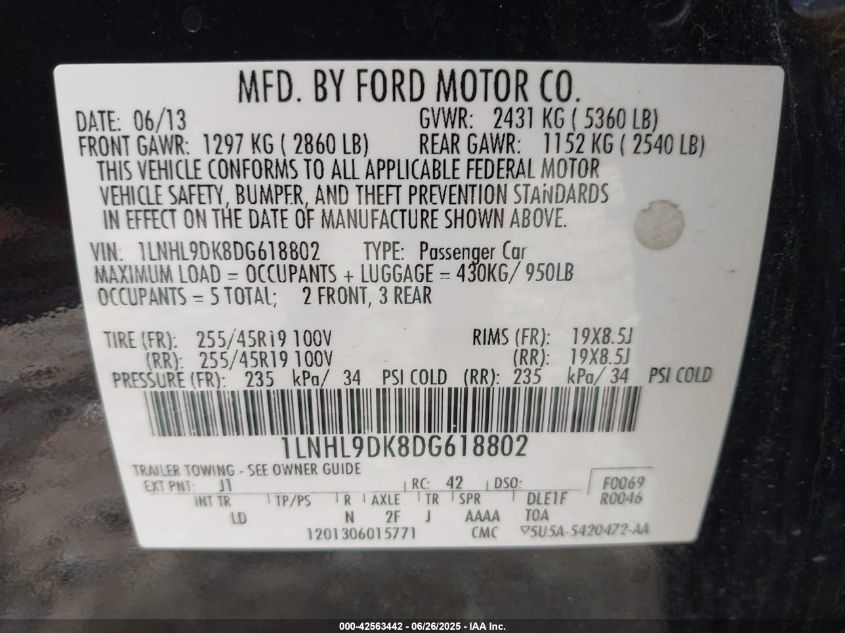 MFD. BY FORD MOTOR CO.
DATE: 06/13 GVWR: 2431 KG ( 5360 LB)
FRONT GAWR: 1297 KG ( 2860 LB) REAR GAWR: 1152 KG ( 2540 LB)
THIS VEHICLE CONFORMS TO ALL APPLICABLE FEDERAL MOTOR
VEHICLE SAFETY, BUMPER, AND THEFT PREVENTION STANDARDS
IN EFFECT ON THE DATE OF MANUFACTURE SHOWN ABOVE.
VIN: 1LNHL9DK8DG618802 TYPE: Passenger Car
MAXIMUM LOAD = OCCUPANTS + LUGGAGE = 430KG/ 950LB
OCCUPANTS = 5 TOTAL; 2 FRONT, 3 REAR
TIRE (FR): 255/45R19 100V RIMS (FR): 19X8.5J
(RR): 255/45R19 100V (RR): 19X8.5J
PRESSURE (FR): 235 kPa/ 34 PSI COLD (RR): 235 kPa/ 34 PSI COLD
1LNHL9DK8DG618802
TRAILER TOWING - SEE OWNER GUIDE
EXT PNT: J1 RC: 42 DSO: F0069
INT TR TP/PS R AXLE TR SPR DLE1F R0046
LD N 2F J AAAA TOA
1201306015771 CMC 5U5A-5420472-AA
000-42563442 - 06/26/2025 - IAA Inc.